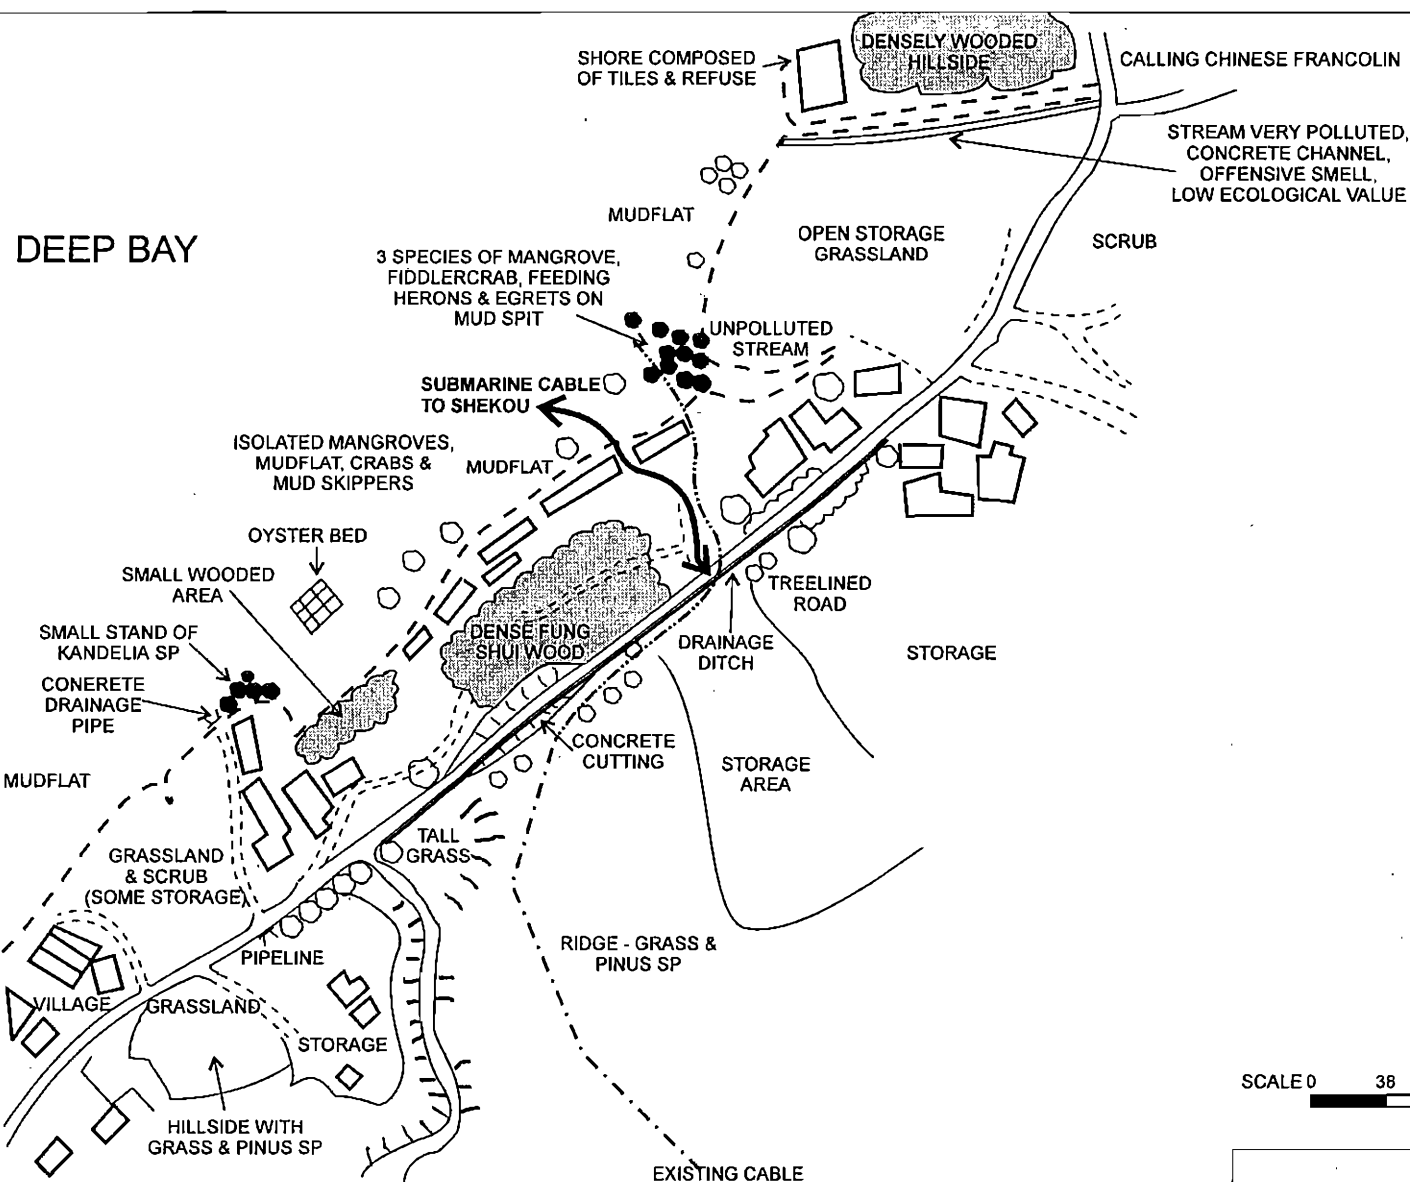 DENSELY WOODED
HILLSIDE
SHORE COMPOSED
OF TILES & REFUSE
CALLING CHINESE FRANCOLIN
STREAM VERY POLLUTED,
CONCRETE CHANNEL,
OFFENSIVE SMELL,
LOW ECOLOGICAL VALUE
MUDFLAT
DEEP BAY
OPEN STORAGE
GRASSLAND
SCRUB
3 SPECIES OF MANGROVE,
FIDDLERCRAB, FEEDING
HERONS & EGRETS ON
MUD SPIT
UNPOLLUTED
STREAM
SUBMARINE CABLE
TO SHEKOU
ISOLATED MANGROVES,
MUDFLAT, CRABS &
MUD SKIPPERS
MUDFLAT
OYSTER BED
SMALL WOODED
AREA
TREELINED
ROAD
SMALL STAND OF
KANDELIA SP
DENSE FUNG
SHUI WOOD
DRAINAGE
DITCH
STORAGE
CONERETE
DRAINAGE
PIPE
CONCRETE
CUTTING
STORAGE
AREA
MUDFLAT
TALL
GRASS
GRASSLAND
& SCRUB
(SOME STORAGE)
PIPELINE
RIDGE - GRASS &
PINUS SP
VILLAGE
GRASSLAND
STORAGE
SCALE 0 38
HILLSIDE WITH
GRASS & PINUS SP
EXISTING CABLE